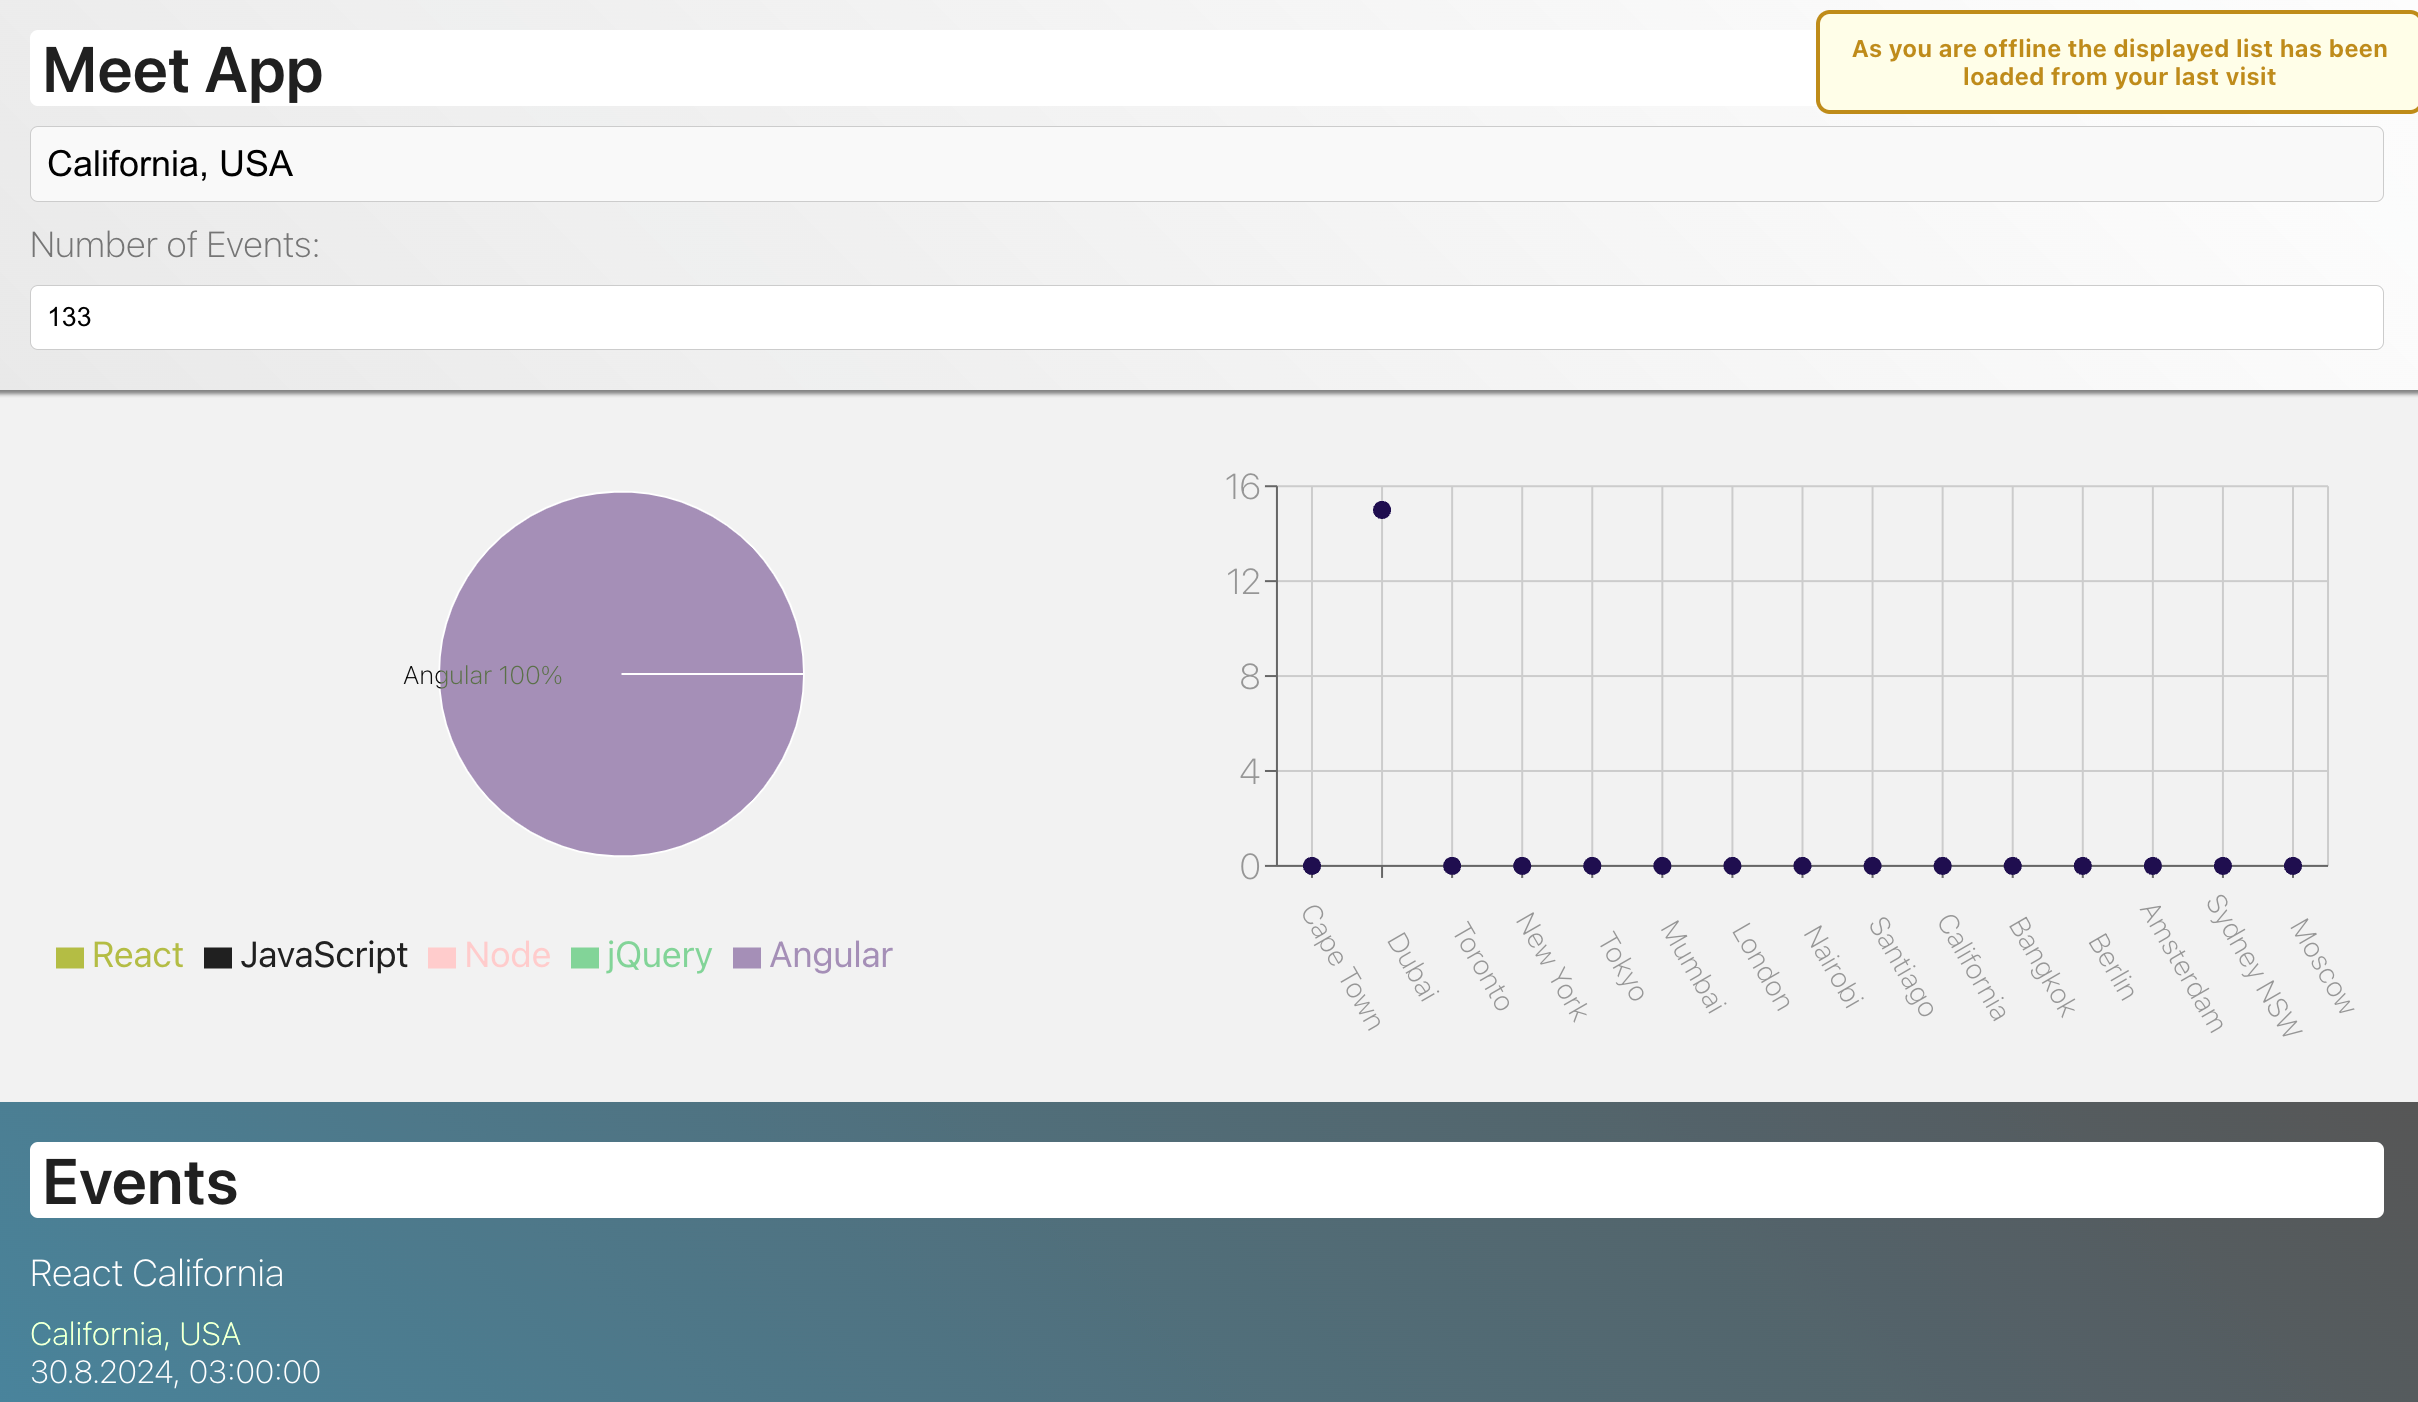 Meet App
As you are offline the displayed list has been
loaded from your last visit
California, USA
Number of Events:
133
Angular 100%
React JavaScript Node jQuery Angular
16
12
8
4
0
Cape Town
Dubai
Toronto
New York
Tokyo
Mumbai
London
Nairobi
Santiago
California
Bangkok
Berlin
Amsterdam
Sydney NSW
Moscow
Events
React California
California, USA
30.8.2024, 03:00:00